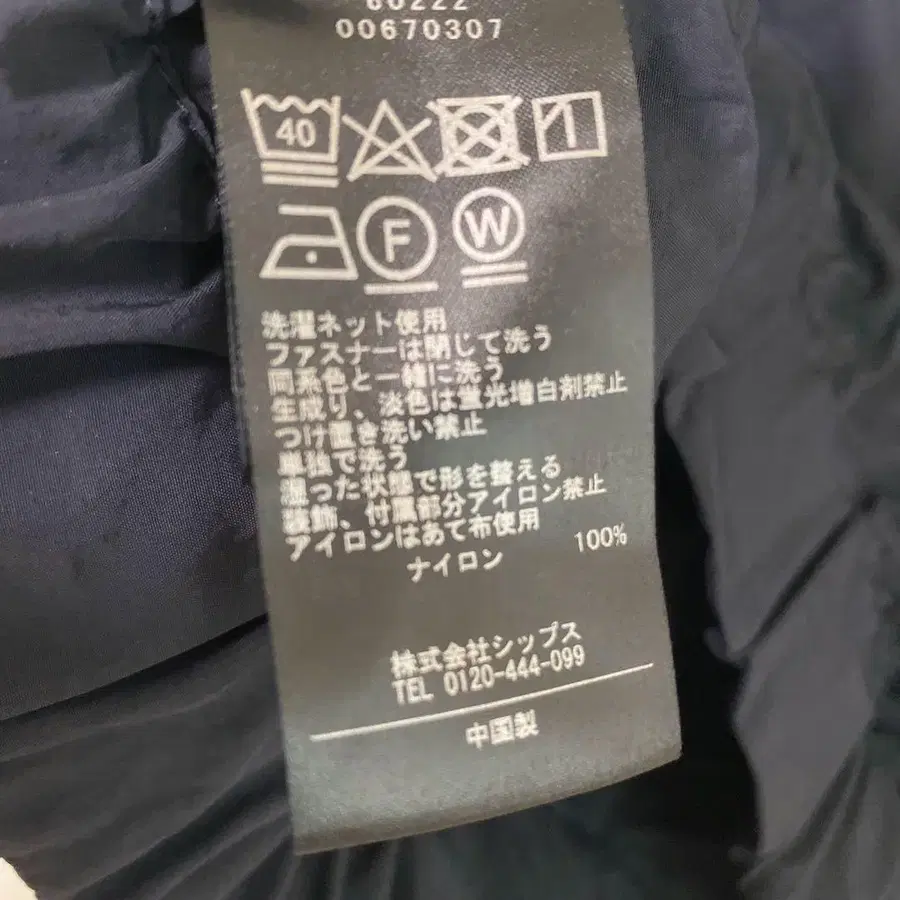 60222
00670307
40
F W
洗濯ネット使用
ファスナーは閉じて洗う
同系色と一緒に洗う
生成り、淡色は蛍光増白剤禁止
つけ置き洗い禁止
単独で洗う
湿った状態で形を整える
装飾、付属部分アイロン禁止
アイロンはあて布使用
ナイロン 100%
株式会社シップス
TEL 0120-444-099
中国製